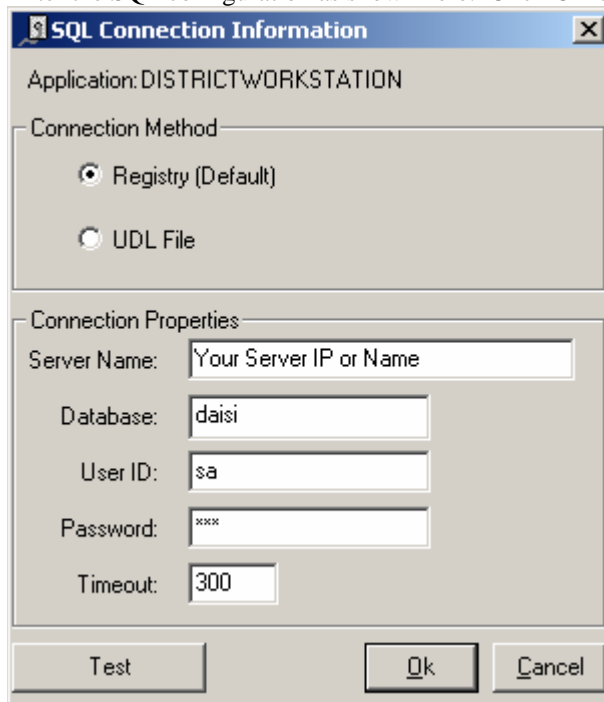 SQL Connection Information
Application: DISTRICTWORKSTATION
Connection Method
Registry (Default)
UDL File
Connection Properties
Server Name: Your Server IP or Name
Database: daisi
User ID: sa
Password: ***
Timeout: 300
Test Ok Cancel